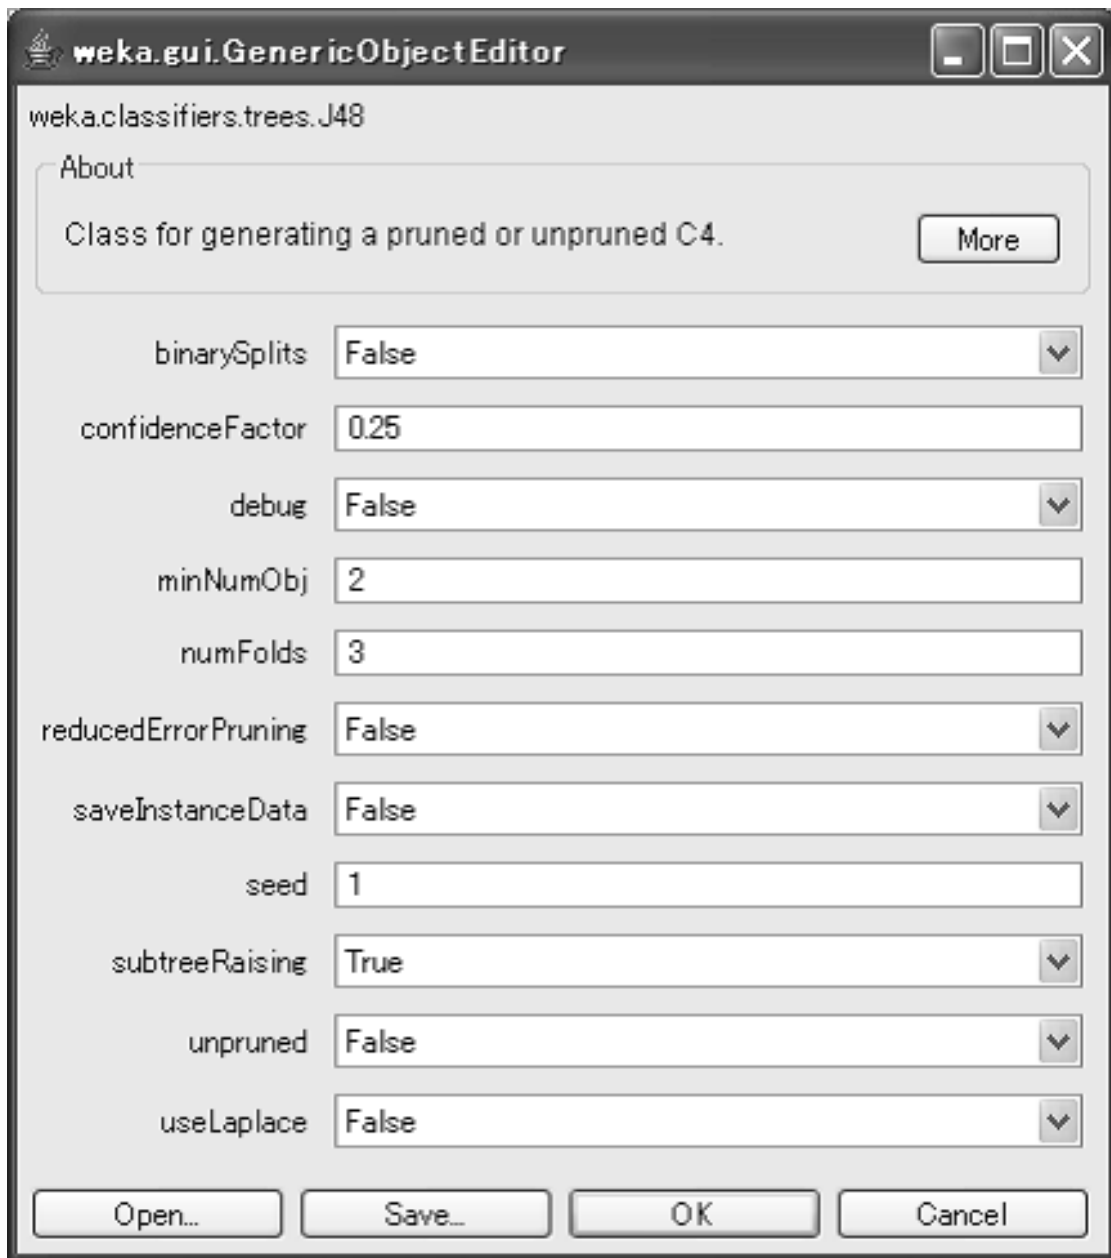 weka.gui.GenericObjectEditor
weka.classifiers.trees.J48
About
Class for generating a pruned or unpruned C4.
More
binarySplits False
confidenceFactor 0.25
debug False
minNumObj 2
numFolds 3
reducedErrorPruning False
saveInstanceData False
seed 1
subtreeRaising True
unpruned False
useLaplace False
Open... Save... OK Cancel